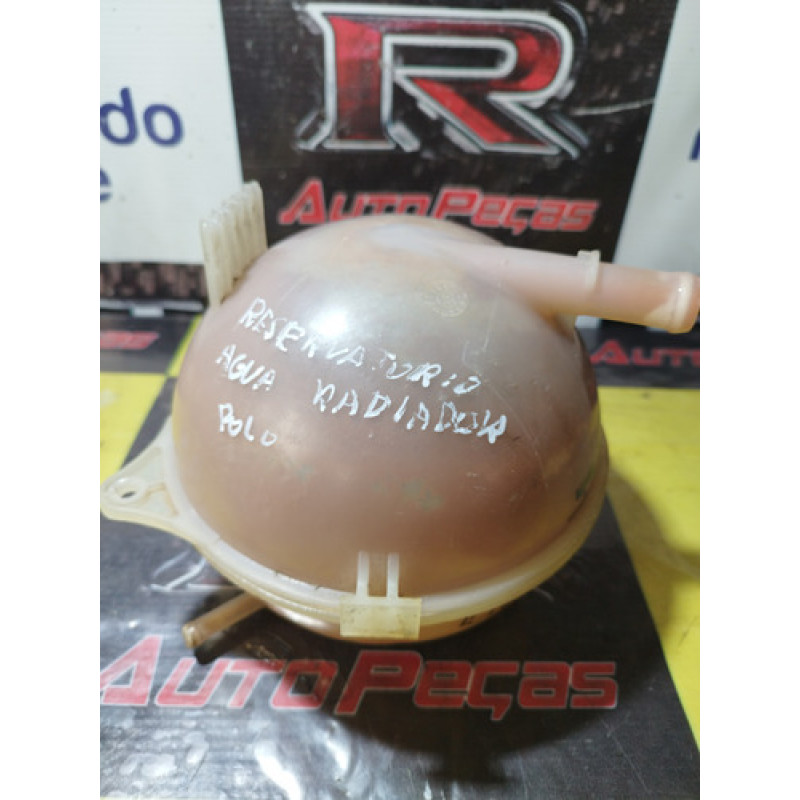 R
do
e
AUTO PEÇAS
RESERVATORIO
AGUA RADIADOR
POLO
AUTO PEÇAS